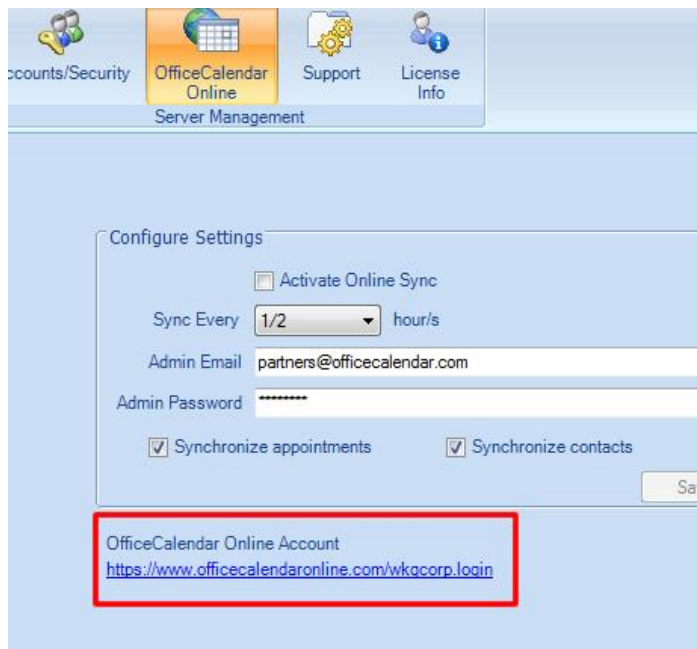 ccounts/Security OfficeCalendar Online Support License Info
Server Management
Configure Settings
Activate Online Sync
Sync Every 1/2 hour/s
Admin Email partners@officecalendar.com
Admin Password ********
Synchronize appointments Synchronize contacts
Sa
OfficeCalendar Online Account
https://www.officecalendaronline.com/wkgcorp.login